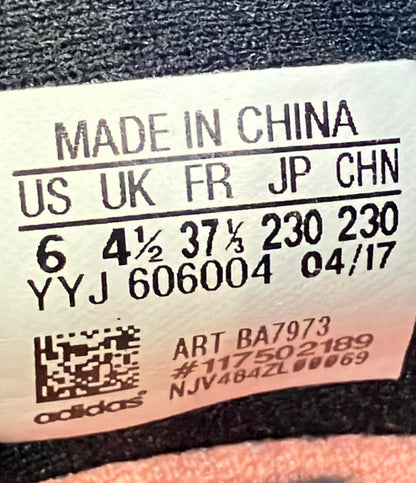 MADE IN CHINA
US UK FR JP CHN
6 4½ 37⅓ 230 230
YYJ 606004 04/17
ART BA7973
#117502189
NJV484ZL00069
adidas